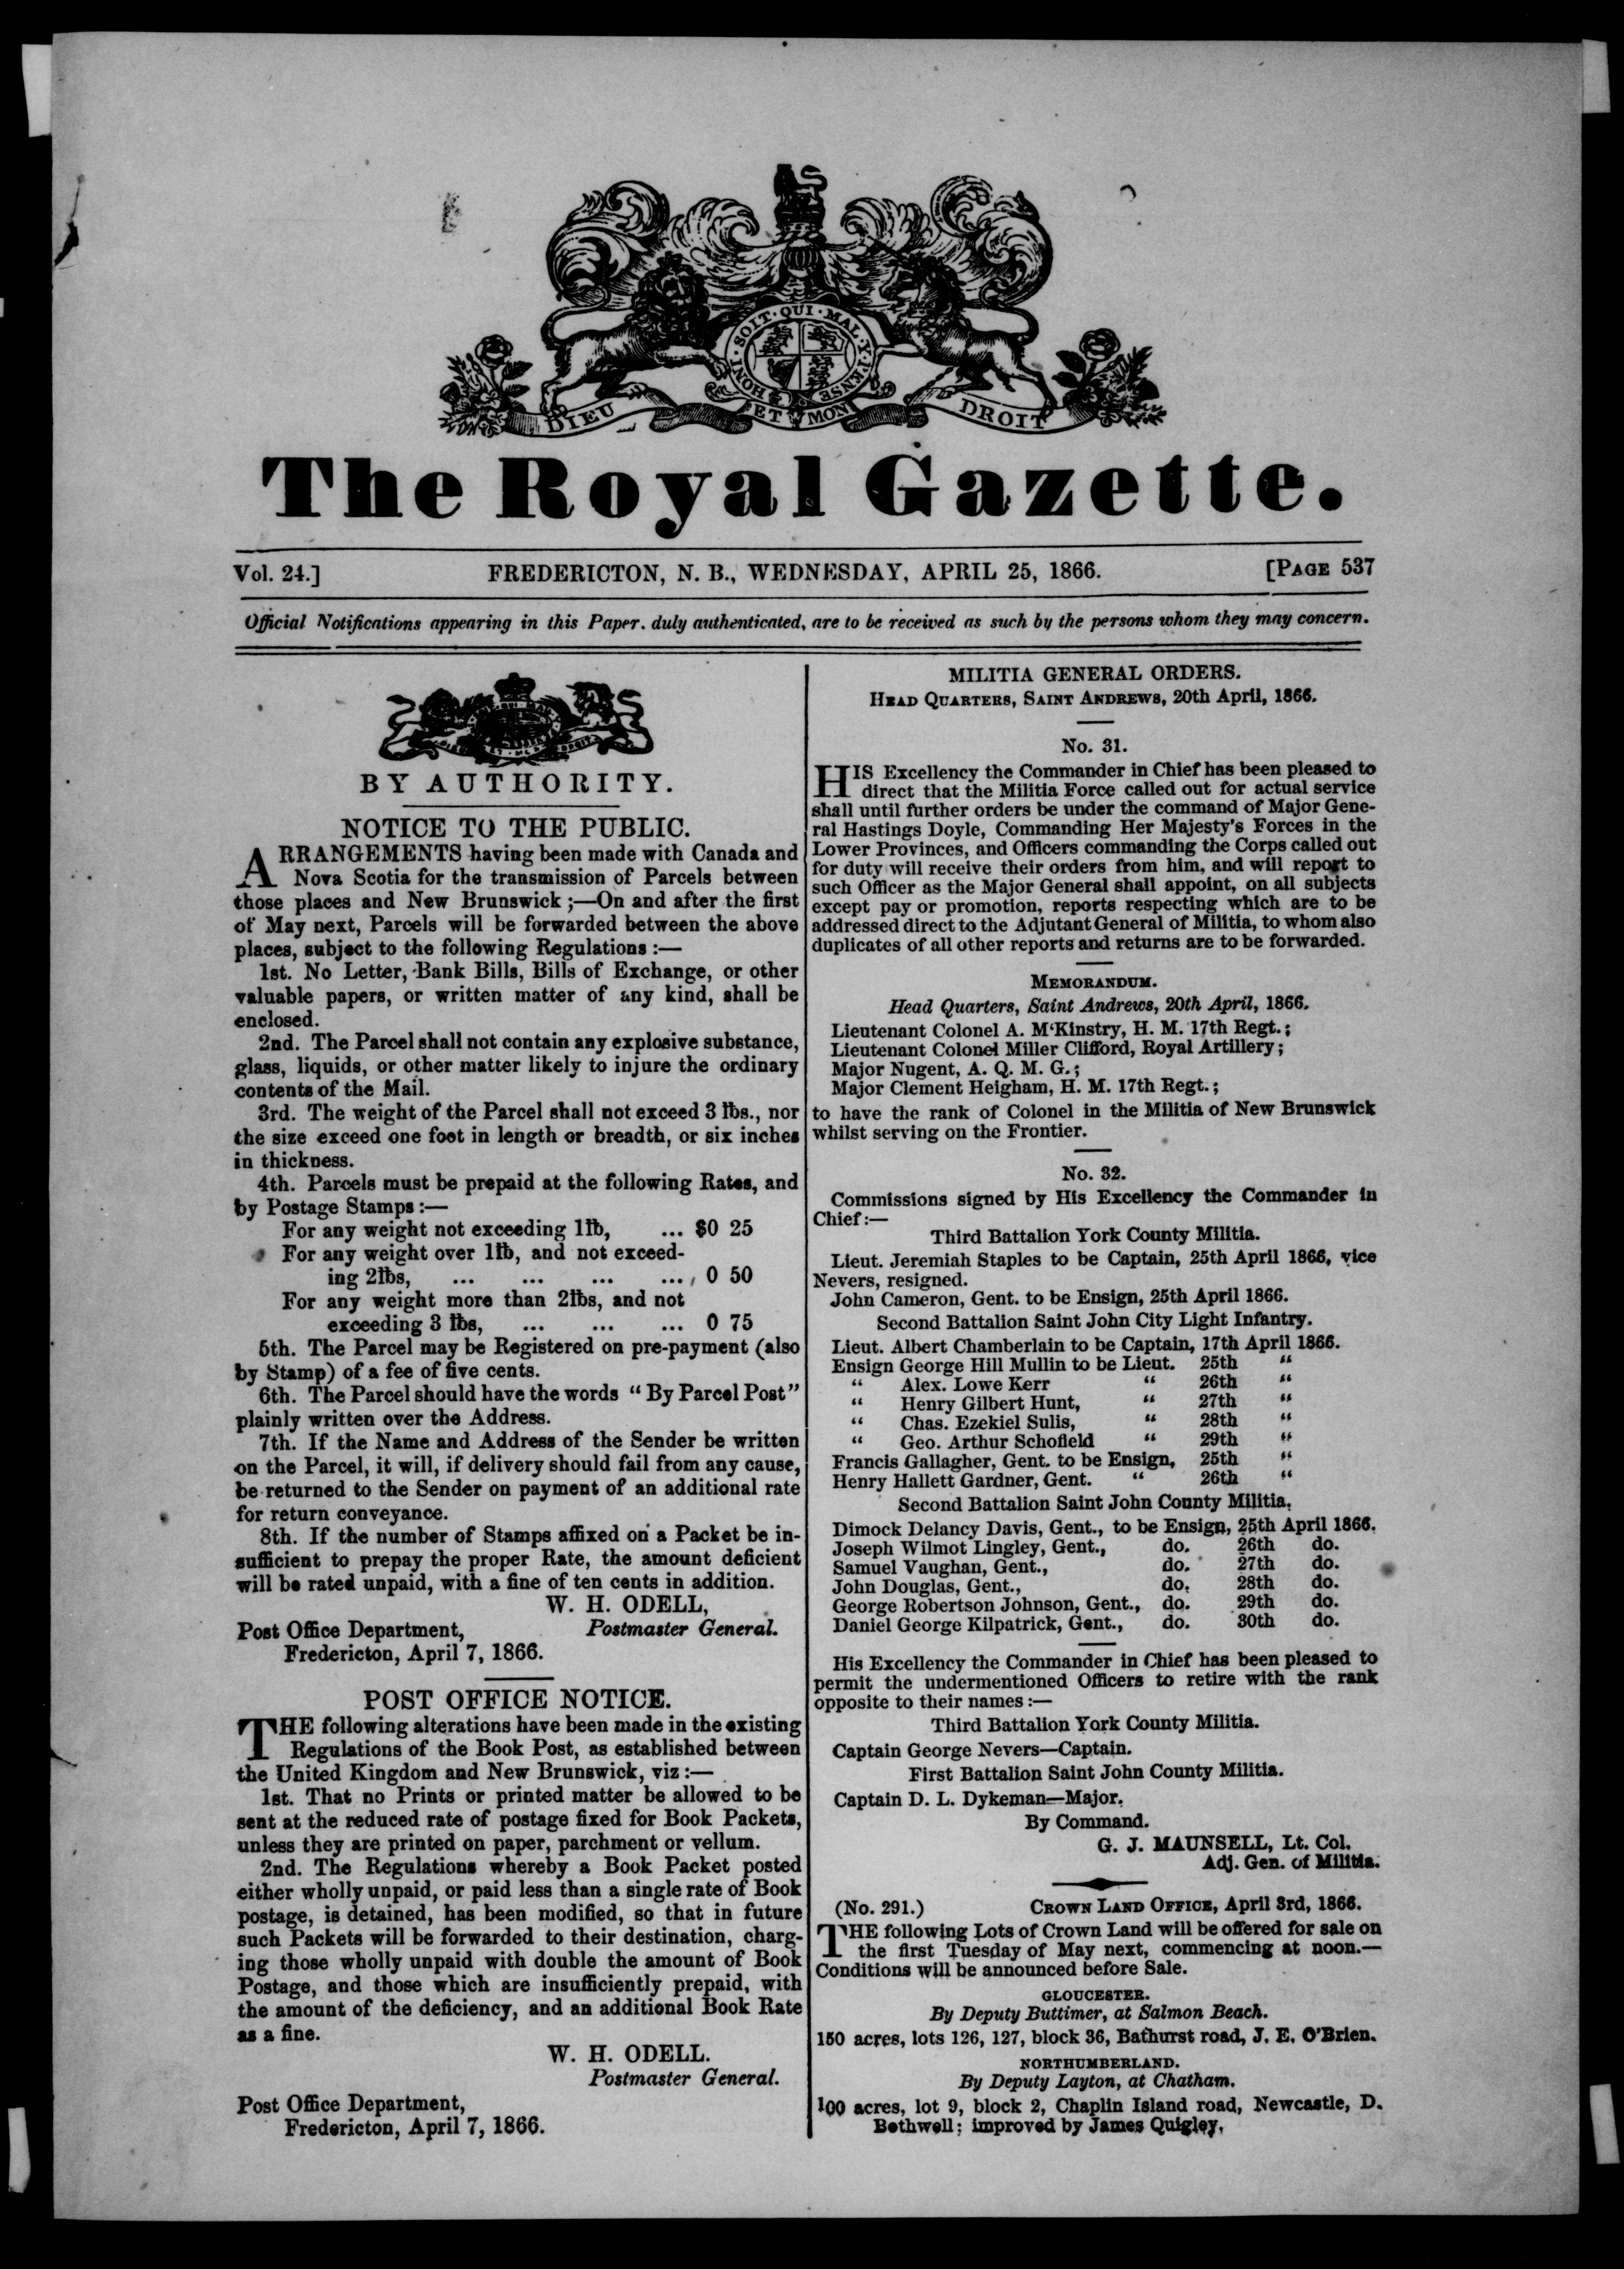 HONI · SOIT · QUI · MAL · Y · PENSE
DIEU ET MON DROIT
The Royal Gazette.
Vol. 24.] FREDERICTON, N. B., WEDNESDAY, APRIL 25, 1866. [PAGE 537
Official Notifications appearing in this Paper. duly authenticated, are to be received as such by the persons whom they may concern.
BY AUTHORITY.
NOTICE TO THE PUBLIC.
ARRANGEMENTS having been made with Canada and
Nova Scotia for the transmission of Parcels between
those places and New Brunswick ;—On and after the first
of May next, Parcels will be forwarded between the above
places, subject to the following Regulations :—
1st. No Letter, Bank Bills, Bills of Exchange, or other
valuable papers, or written matter of any kind, shall be
enclosed.
2nd. The Parcel shall not contain any explosive substance,
glass, liquids, or other matter likely to injure the ordinary
contents of the Mail.
3rd. The weight of the Parcel shall not exceed 3 lbs., nor
the size exceed one foot in length or breadth, or six inches
in thickness.
4th. Parcels must be prepaid at the following Rates, and
by Postage Stamps :—
For any weight not exceeding 1lb, ... $0 25
For any weight over 1lb, and not exceed-
ing 2lbs, ... ... ... ... 0 50
For any weight more than 2lbs, and not
exceeding 3 lbs, ... ... ... 0 75
5th. The Parcel may be Registered on pre-payment (also
by Stamp) of a fee of five cents.
6th. The Parcel should have the words " By Parcel Post"
plainly written over the Address.
7th. If the Name and Address of the Sender be written
on the Parcel, it will, if delivery should fail from any cause,
be returned to the Sender on payment of an additional rate
for return conveyance.
8th. If the number of Stamps affixed on a Packet be in-
sufficient to prepay the proper Rate, the amount deficient
will be rated unpaid, with a fine of ten cents in addition.
W. H. ODELL,
Post Office Department, Postmaster General.
Fredericton, April 7, 1866.
POST OFFICE NOTICE.
THE following alterations have been made in the existing
Regulations of the Book Post, as established between
the United Kingdom and New Brunswick, viz :—
1st. That no Prints or printed matter be allowed to be
sent at the reduced rate of postage fixed for Book Packets,
unless they are printed on paper, parchment or vellum.
2nd. The Regulations whereby a Book Packet posted
either wholly unpaid, or paid less than a single rate of Book
postage, is detained, has been modified, so that in future
such Packets will be forwarded to their destination, charg-
ing those wholly unpaid with double the amount of Book
Postage, and those which are insufficiently prepaid, with
the amount of the deficiency, and an additional Book Rate
as a fine.
W. H. ODELL.
Postmaster General.
Post Office Department,
Fredericton, April 7, 1866.
MILITIA GENERAL ORDERS.
HEAD QUARTERS, SAINT ANDREWS, 20th April, 1866.
No. 31.
HIS Excellency the Commander in Chief has been pleased to
direct that the Militia Force called out for actual service
shall until further orders be under the command of Major Gene-
ral Hastings Doyle, Commanding Her Majesty's Forces in the
Lower Provinces, and Officers commanding the Corps called out
for duty will receive their orders from him, and will report to
such Officer as the Major General shall appoint, on all subjects
except pay or promotion, reports respecting which are to be
addressed direct to the Adjutant General of Militia, to whom also
duplicates of all other reports and returns are to be forwarded.
MEMORANDUM.
Head Quarters, Saint Andrews, 20th April, 1866.
Lieutenant Colonel A. M'Kinstry, H. M. 17th Regt. ;
Lieutenant Colonel Miller Clifford, Royal Artillery ;
Major Nugent, A. Q. M. G. ;
Major Clement Heigham, H. M. 17th Regt. ;
to have the rank of Colonel in the Militia of New Brunswick
whilst serving on the Frontier.
No. 32.
Commissions signed by His Excellency the Commander in
Chief :—
Third Battalion York County Militia.
Lieut. Jeremiah Staples to be Captain, 25th April 1866, vice
Nevers, resigned.
John Cameron, Gent. to be Ensign, 25th April 1866.
Second Battalion Saint John City Light Infantry.
Lieut. Albert Chamberlain to be Captain, 17th April 1866.
Ensign George Hill Mullin to be Lieut. 25th "
" Alex. Lowe Kerr " 26th "
" Henry Gilbert Hunt, " 27th "
" Chas. Ezekiel Sulis, " 28th "
" Geo. Arthur Schofield " 29th "
Francis Gallagher, Gent. to be Ensign, 25th "
Henry Hallett Gardner, Gent. " 26th "
Second Battalion Saint John County Militia.
Dimock Delancy Davis, Gent., to be Ensign, 25th April 1866.
Joseph Wilmot Lingley, Gent., do. 26th do.
Samuel Vaughan, Gent., do. 27th do.
John Douglas, Gent., do. 28th do.
George Robertson Johnson, Gent., do. 29th do.
Daniel George Kilpatrick, Gent., do. 30th do.
His Excellency the Commander in Chief has been pleased to
permit the undermentioned Officers to retire with the rank
opposite to their names :—
Third Battalion York County Militia.
Captain George Nevers—Captain.
First Battalion Saint John County Militia.
Captain D. L. Dykeman—Major.
By Command.
G. J. MAUNSELL, Lt. Col.
Adj. Gen. of Militia.
(No. 291.) CROWN LAND OFFICE, April 3rd, 1866.
THE following Lots of Crown Land will be offered for sale on
the first Tuesday of May next, commencing at noon.—
Conditions will be announced before Sale.
GLOUCESTER.
By Deputy Buttimer, at Salmon Beach.
150 acres, lots 126, 127, block 36, Bathurst road, J. E. O'Brien.
NORTHUMBERLAND.
By Deputy Layton, at Chatham.
100 acres, lot 9, block 2, Chaplin Island road, Newcastle, D.
Bethwell; improved by James Quigley.